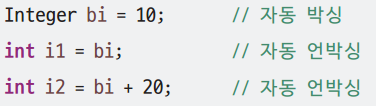 Integer bi = 10; // 자동 박싱
int i1 = bi; // 자동 언박싱
int i2 = bi + 20; // 자동 언박싱